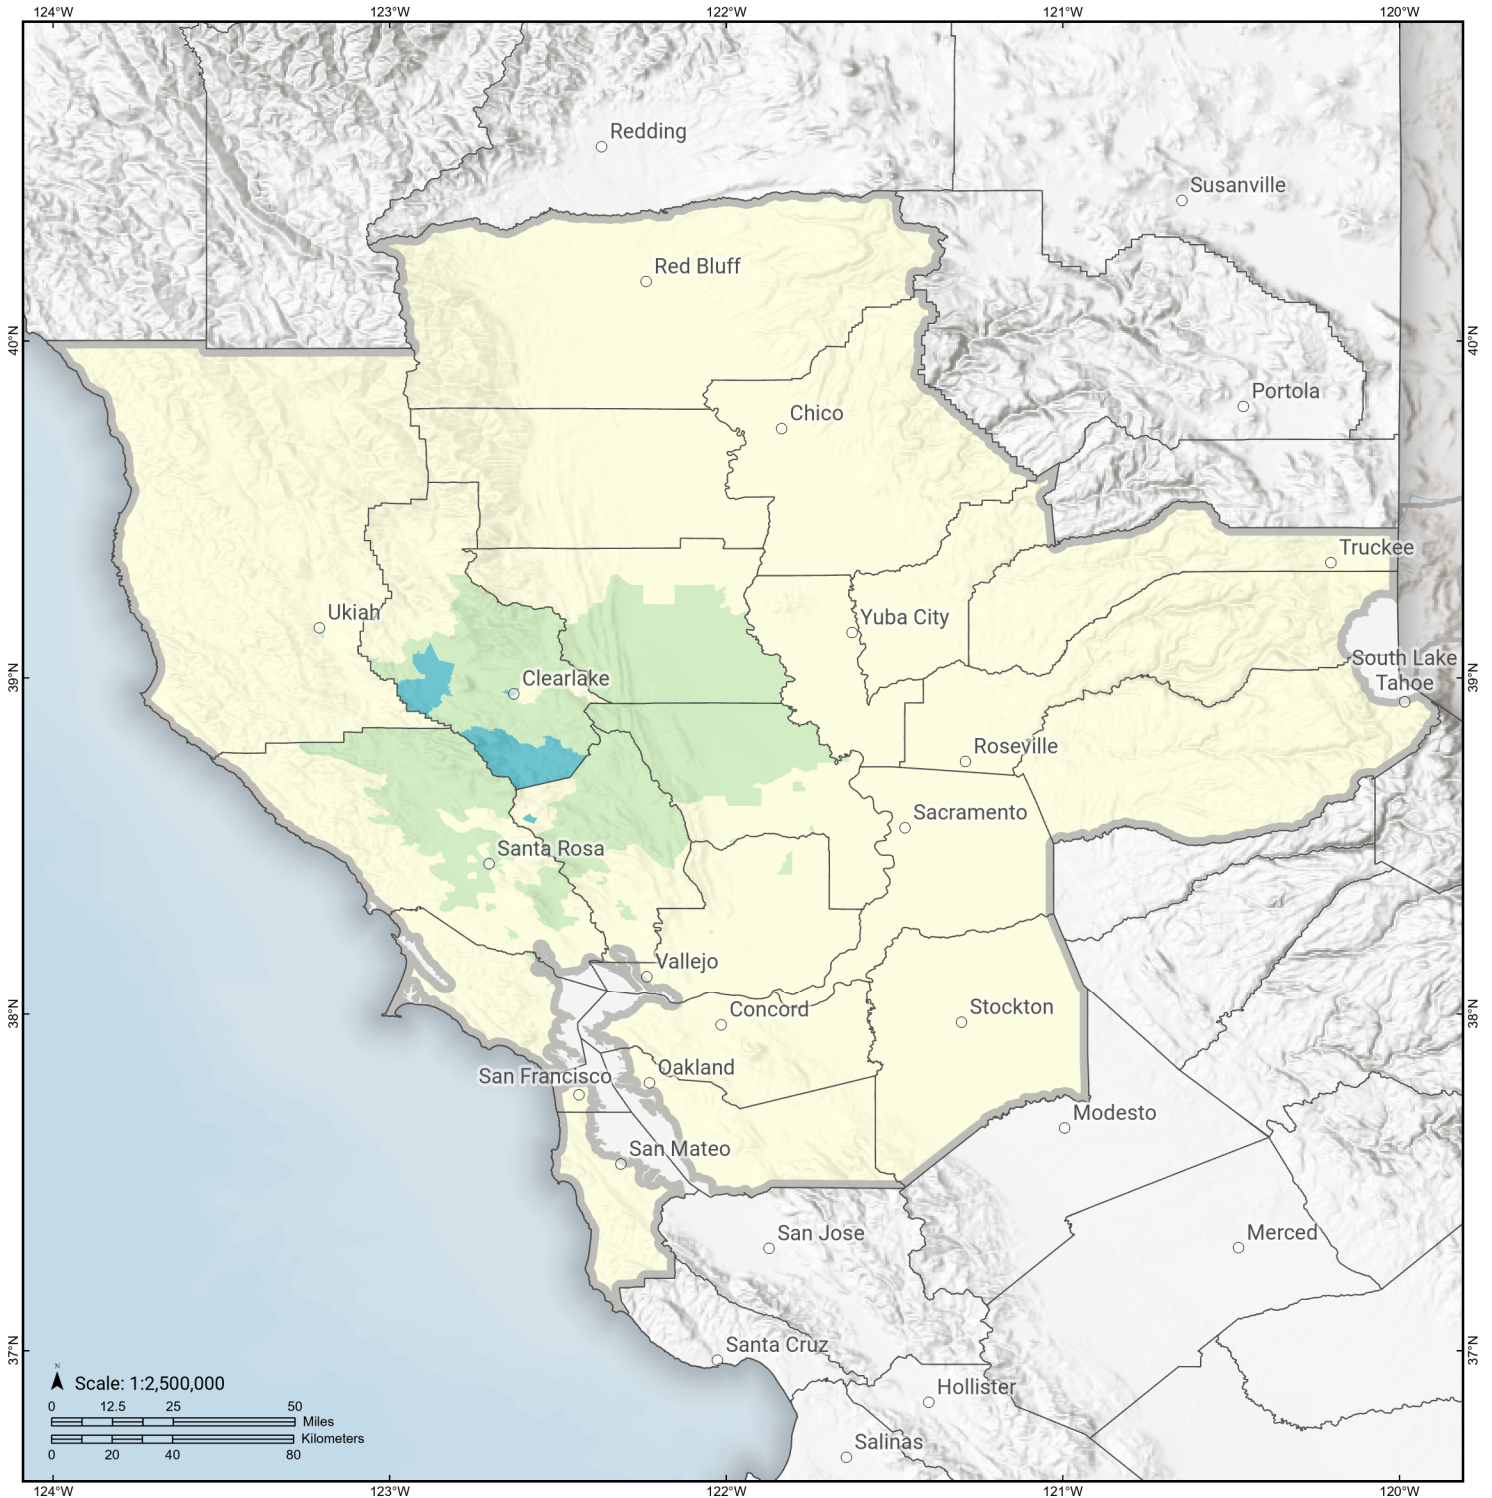 124°W 123°W 122°W 121°W 120°W
Redding
Susanville
Red Bluff
40°N 40°N
Portola
Chico
Truckee
Ukiah
Yuba City
South Lake
Tahoe
39°N 39°N
Clearlake
Roseville
Sacramento
Santa Rosa
Vallejo
Concord
Stockton
38°N 38°N
Oakland
San Francisco
Modesto
San Mateo
San Jose
Merced
Santa Cruz
37°N 37°N
N
Scale: 1:2,500,000
Hollister
0 12.5 25 50
Miles
Kilometers
0 20 40 80
Salinas
124°W 123°W 122°W 121°W 120°W